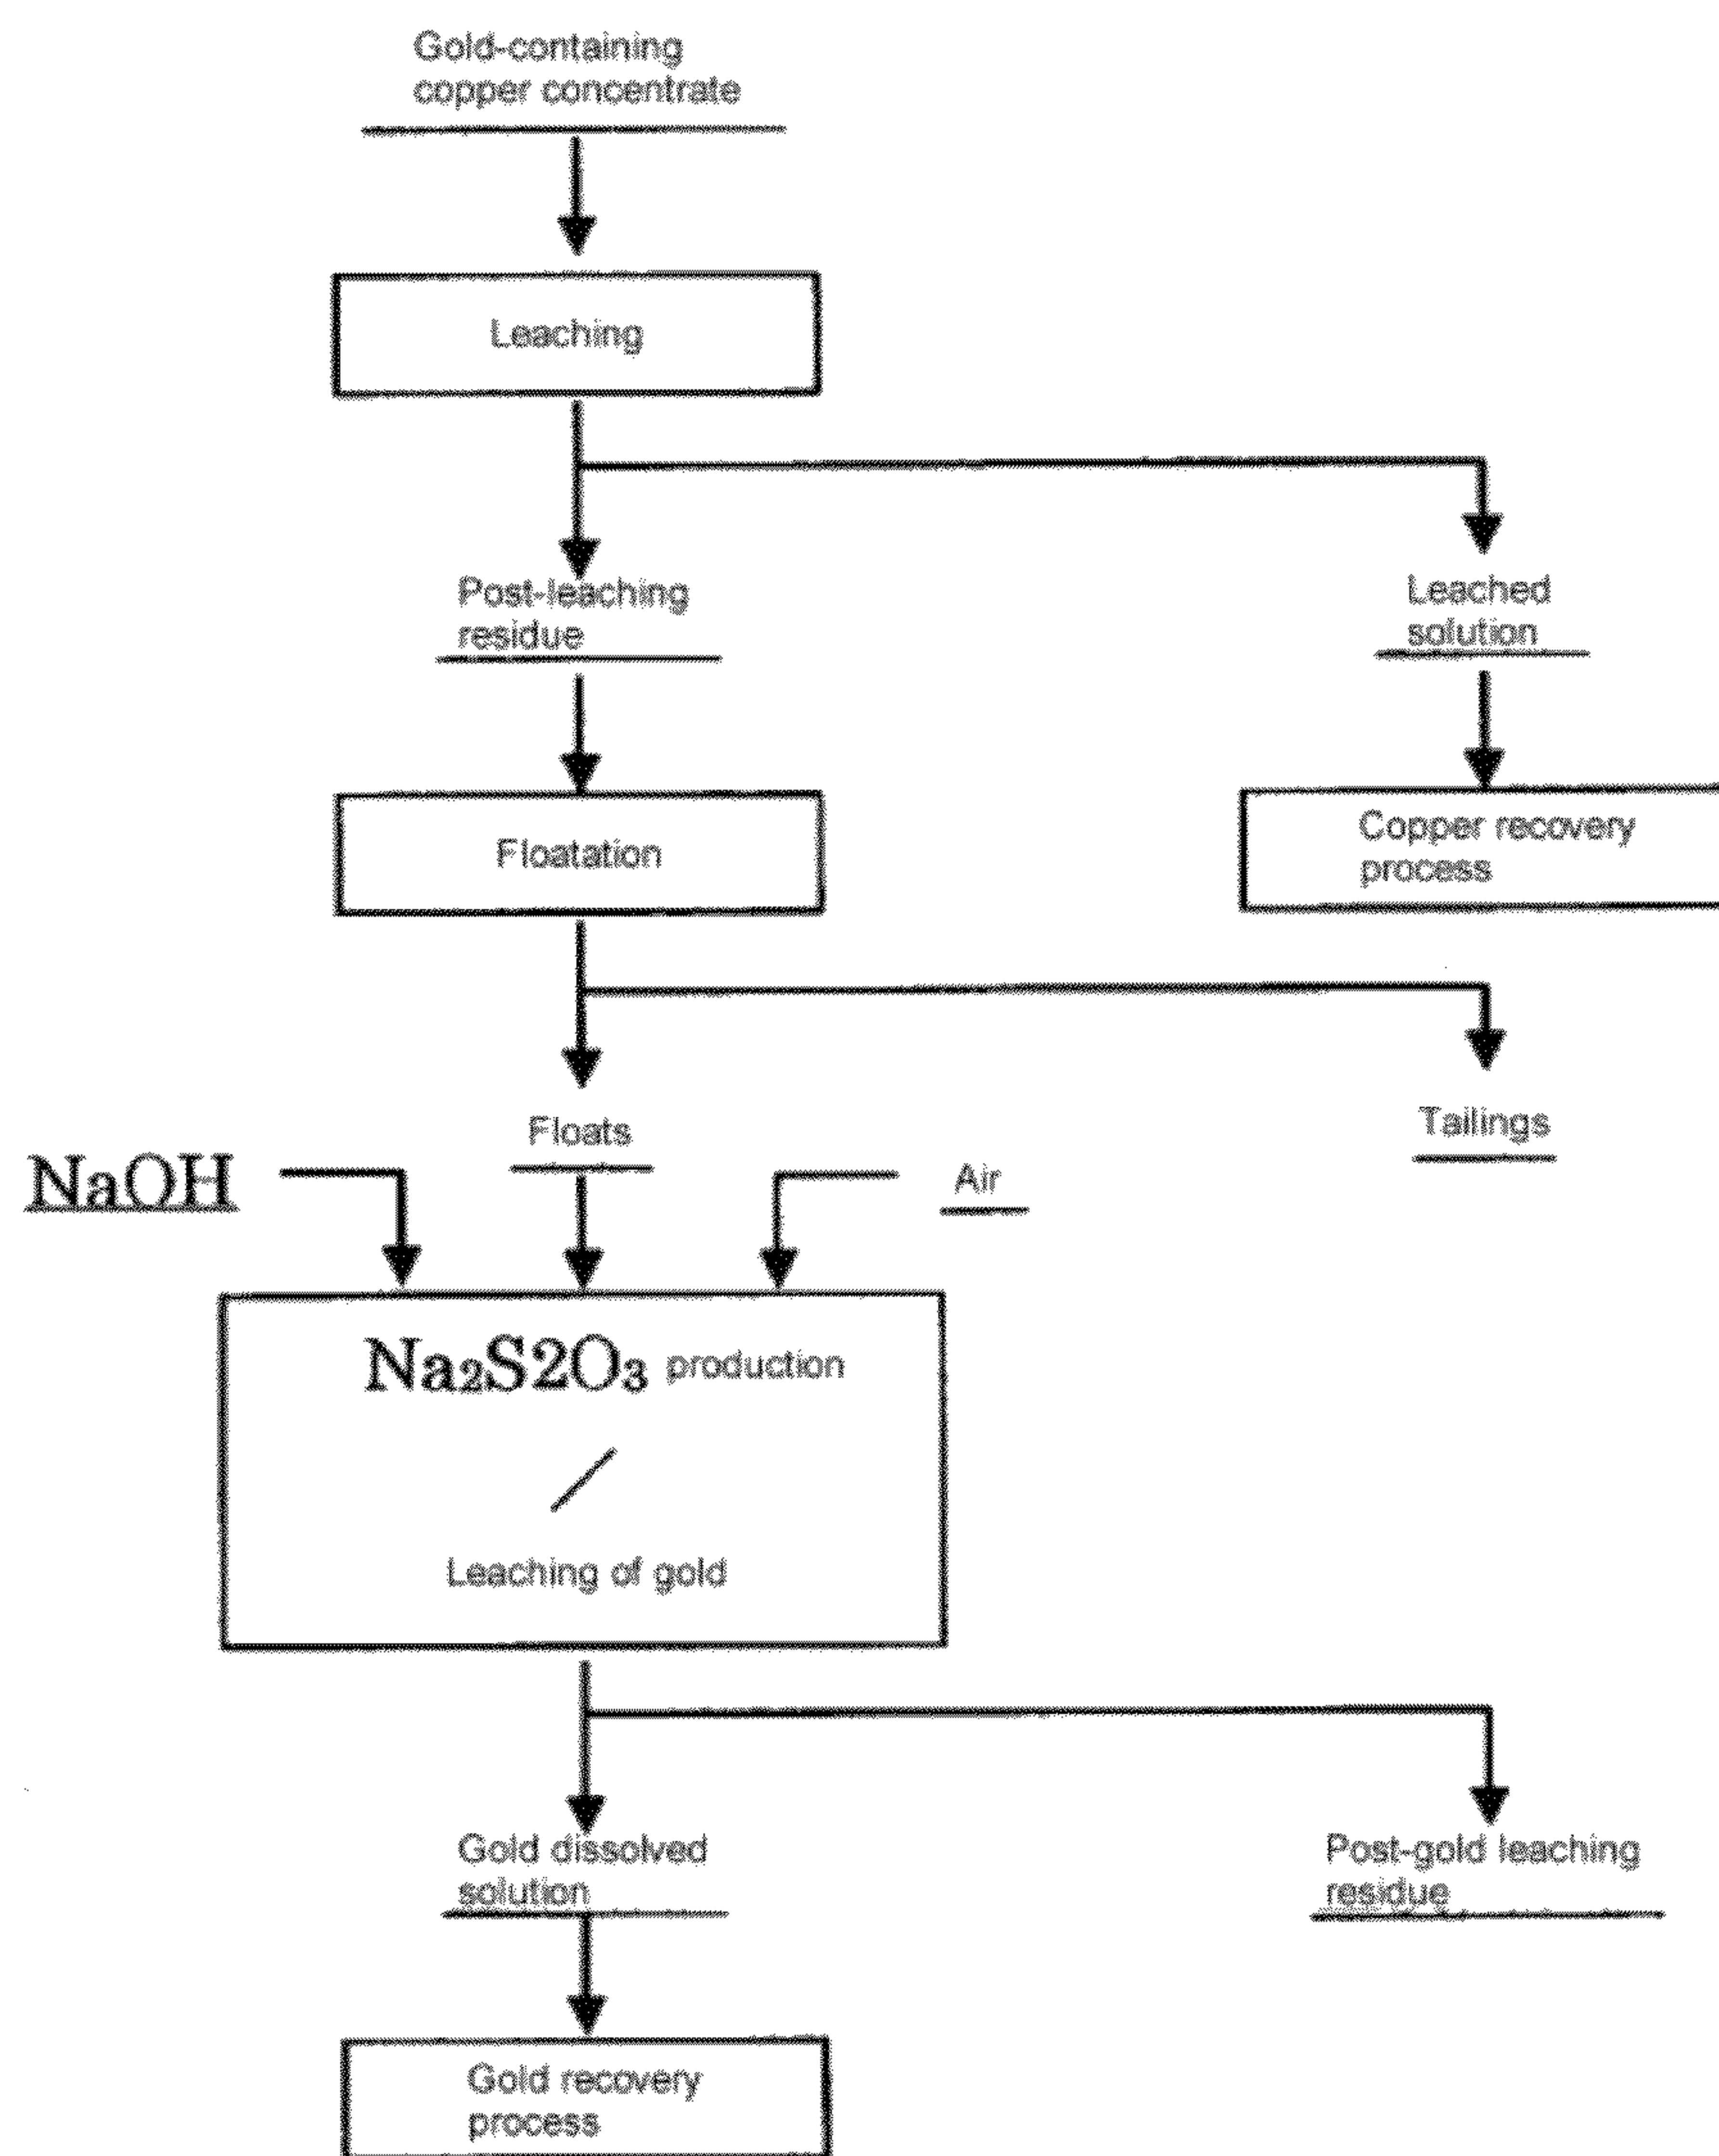 Gold-containing
copper concentrate
Leaching
Post-leaching
residue
Leached
solution
Floatation
Copper recovery
process
Floats
Tailings
NaOH
Air
Na₂S2O₃ production
/
Leaching of gold
Gold dissolved
solution
Post-gold leaching
residue
Gold recovery
process